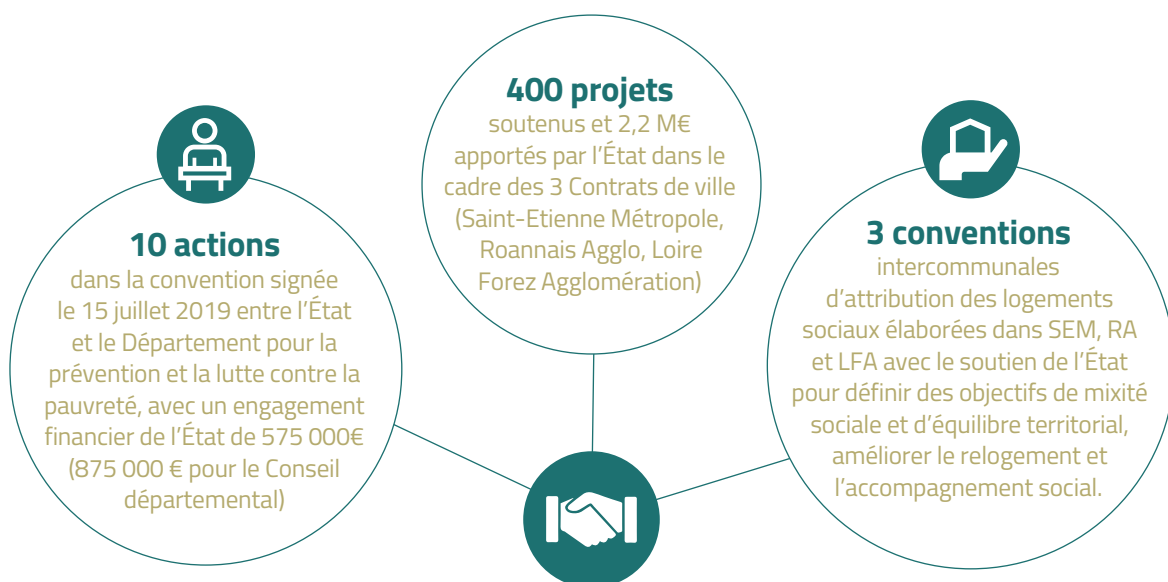 10 actions
dans la convention signée
le 15 juillet 2019 entre l’État
et le Département pour la
prévention et la lutte contre la
pauvreté, avec un engagement
financier de l’État de 575 000€
(875 000 € pour le Conseil
départemental)
400 projets
soutenus et 2,2 M€
apportés par l’État dans le
cadre des 3 Contrats de ville
(Saint-Etienne Métropole,
Roannais Agglo, Loire
Forez Agglomération)
3 conventions
intercommunales
d’attribution des logements
sociaux élaborées dans SEM, RA
et LFA avec le soutien de l’État
pour définir des objectifs de mixité
sociale et d’équilibre territorial,
améliorer le relogement et
l’accompagnement social.